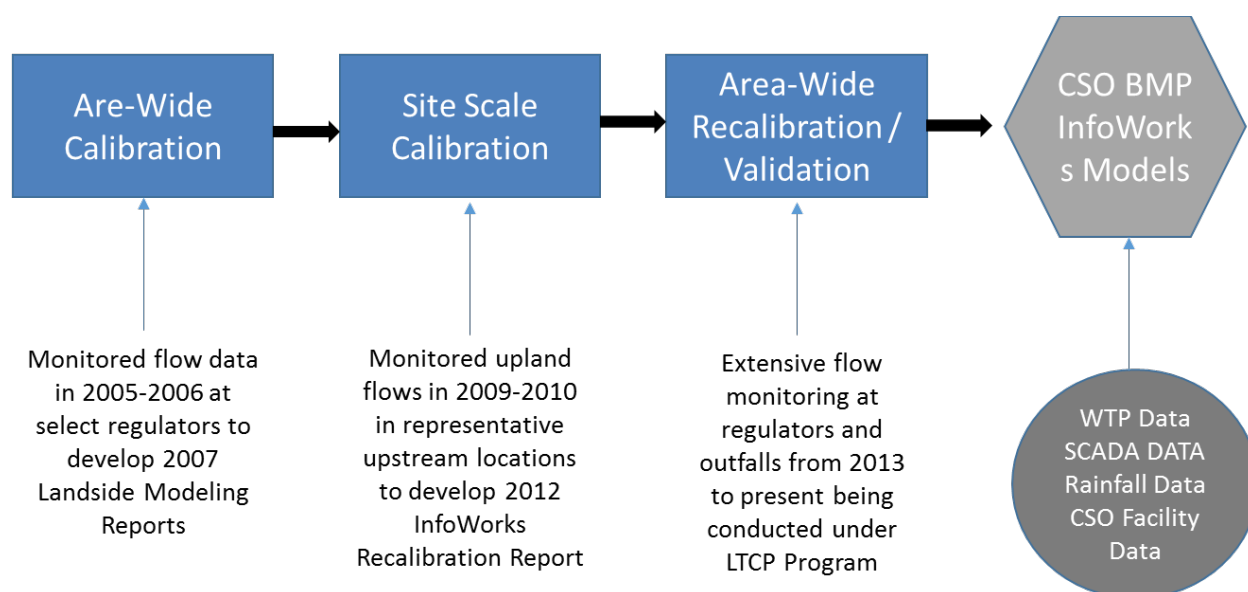 Are-Wide
Calibration
Site Scale
Calibration
Area-Wide
Recalibration /
Validation
CSO BMP
InfoWork
s Models
Monitored flow data
in 2005-2006 at
select regulators to
develop 2007
Landside Modeling
Reports
Monitored upland
flows in 2009-2010
in representative
upstream locations
to develop 2012
InfoWorks
Recalibration Report
Extensive flow
monitoring at
regulators and
outfalls from 2013
to present being
conducted under
LTCP Program
WTP Data
SCADA DATA
Rainfall Data
CSO Facility
Data